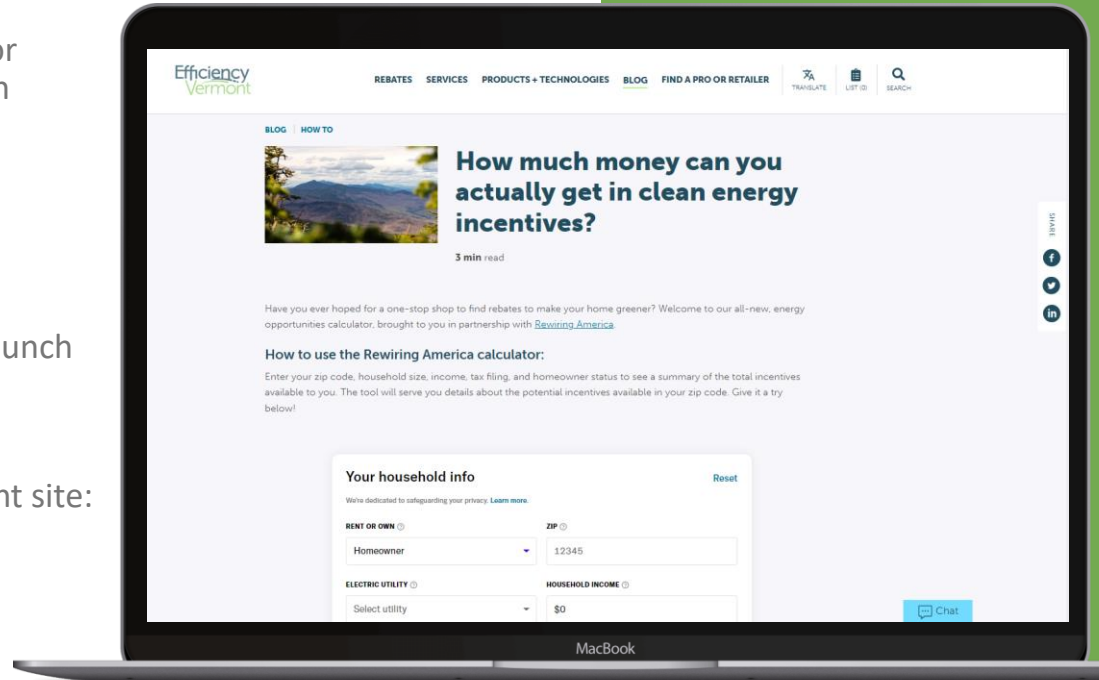 or
n
unch
nt site:
Efficiency
Vermont
REBATES SERVICES PRODUCTS + TECHNOLOGIES BLOG FIND A PRO OR RETAILER
TRANSLATE
LIST (0)
SEARCH
BLOG | HOW TO
How much money can you
actually get in clean energy
incentives?
3 min read
SHARE
Have you ever hoped for a one-stop shop to find rebates to make your home greener? Welcome to our all-new, energy
opportunities calculator, brought to you in partnership with Rewiring America.
How to use the Rewiring America calculator:
Enter your zip code, household size, income, tax filing, and homeowner status to see a summary of the total incentives
available to you. The tool will serve you details about the potential incentives available in your zip code. Give it a try
below!
Your household info
Reset
We're dedicated to safeguarding your privacy. Learn more.
RENT OR OWN
ZIP
Homeowner
12345
ELECTRIC UTILITY
HOUSEHOLD INCOME
Select utility
$0
Chat
MacBook